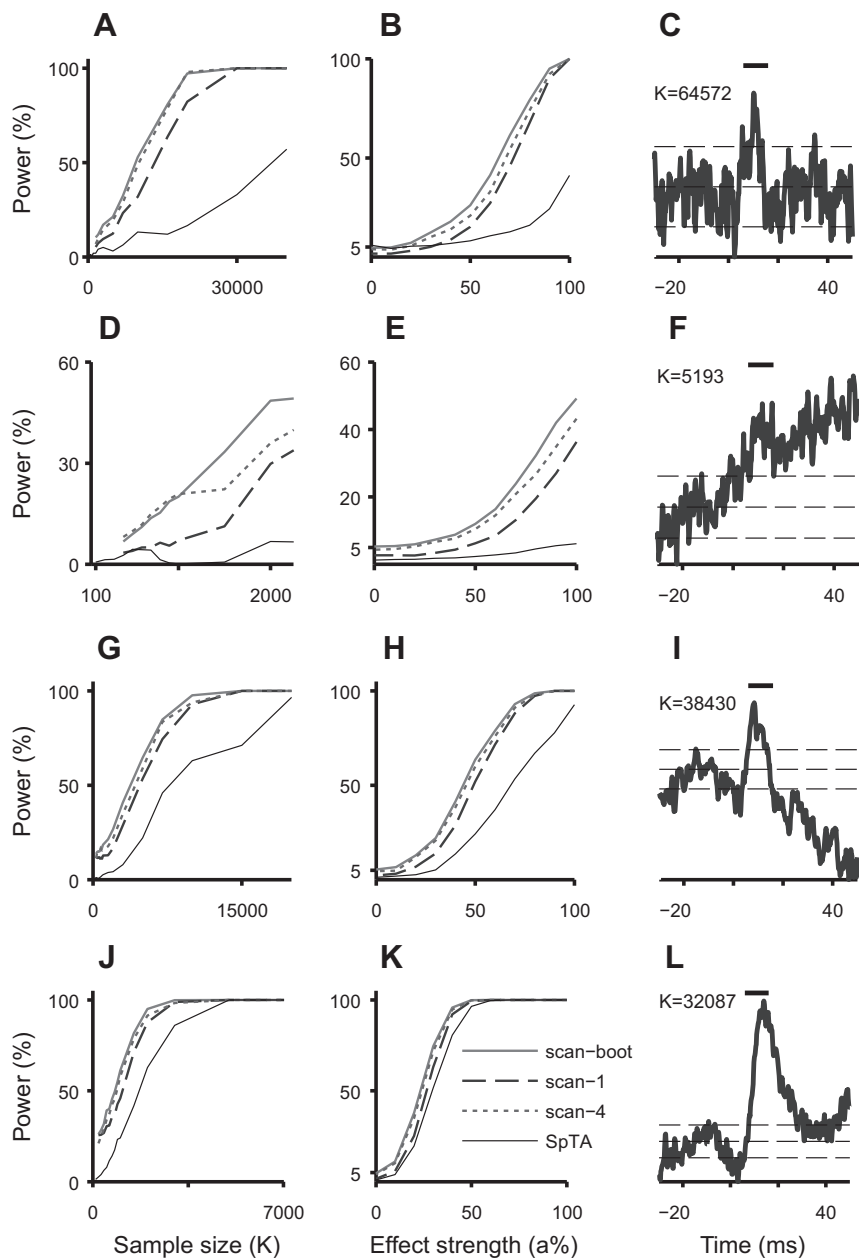 A B C
100
50
0
Power (%)
0 30000
100
50
5
0 50 100
K=64572
−20 40
D E F
60
30
0
Power (%)
100 2000
60
40
20
5
0 50 100
K=5193
−20 40
G H I
100
50
0
Power (%)
0 15000
100
50
5
0 50 100
K=38430
−20 40
J K L
100
50
0
Power (%)
0 7000
Sample size (K)
100
50
5
0 50 100
Effect strength (a%)
scan−boot
scan−1
scan−4
SpTA
K=32087
−20 40
Time (ms)